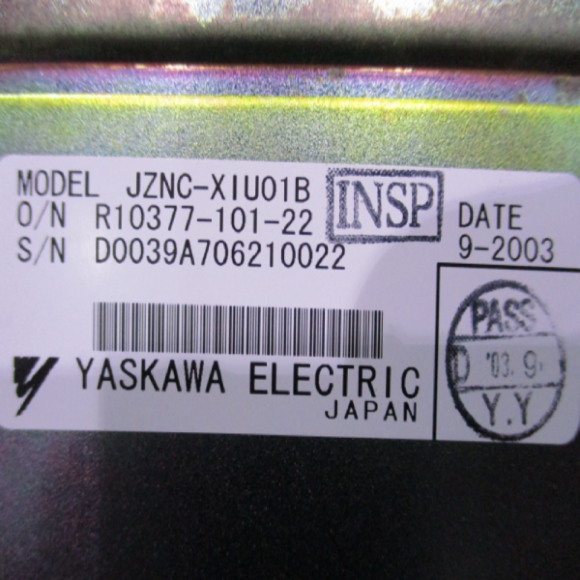 MODEL JZNC-XIU01B INSP
O/N R10377-101-22 DATE
S/N D0039A706210022 9-2003
PASS
D '03. 9.
Y.Y
YASKAWA ELECTRIC
JAPAN